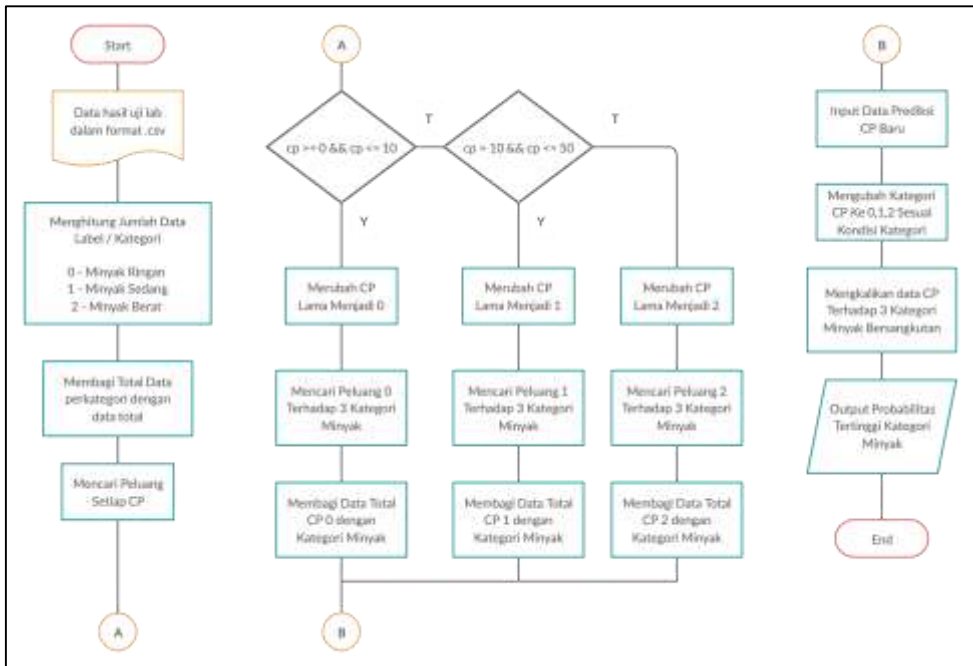 Start
Data hasil uji lab
dalam format .csv
Menghitung Jumlah Data
Label / Kategori
0 - Minyak Ringan
1 - Minyak Sedang
2 - Minyak Berat
Membagi Total Data
perkategori dengan
data total
Mencari Peluang
Setiap CP
A
A
cp >= 0 && cp <= 10
T
Y
cp = 10 && cp <= 50
T
Y
Merubah CP
Lama Menjadi 0
Merubah CP
Lama Menjadi 1
Merubah CP
Lama Menjadi 2
Mencari Peluang 0
Terhadap 3 Kategori
Minyak
Mencari Peluang 1
Terhadap 3 Kategori
Minyak
Mencari Peluang 2
Terhadap 3 Kategori
Minyak
Membagi Data Total
CP 0 dengan
Kategori Minyak
Membagi Data Total
CP 1 dengan
Kategori Minyak
Membagi Data Total
CP 2 dengan
Kategori Minyak
B
B
Input Data Prediksi
CP Baru
Mengubah Kategori
CP Ke 0,1,2 Sesuai
Kondisi Kategori
Mengkalikan data CP
Terhadap 3 Kategori
Minyak Bersangkutan
Output Probabilitas
Tertinggi Kategori
Minyak
End